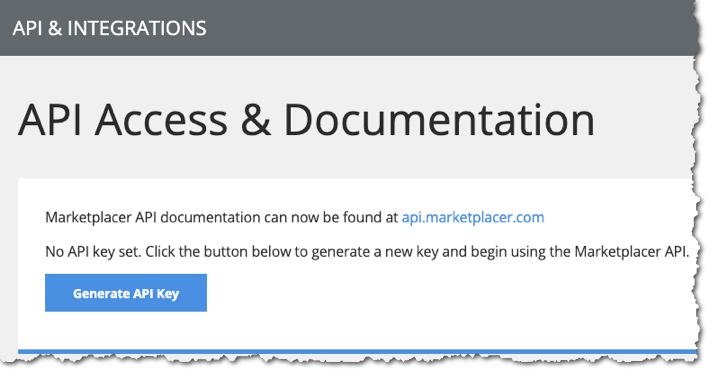 API & INTEGRATIONS
API Access & Documentation
Marketplacer API documentation can now be found at api.marketplacer.com
No API key set. Click the button below to generate a new key and begin using the Marketplacer API.
Generate API Key